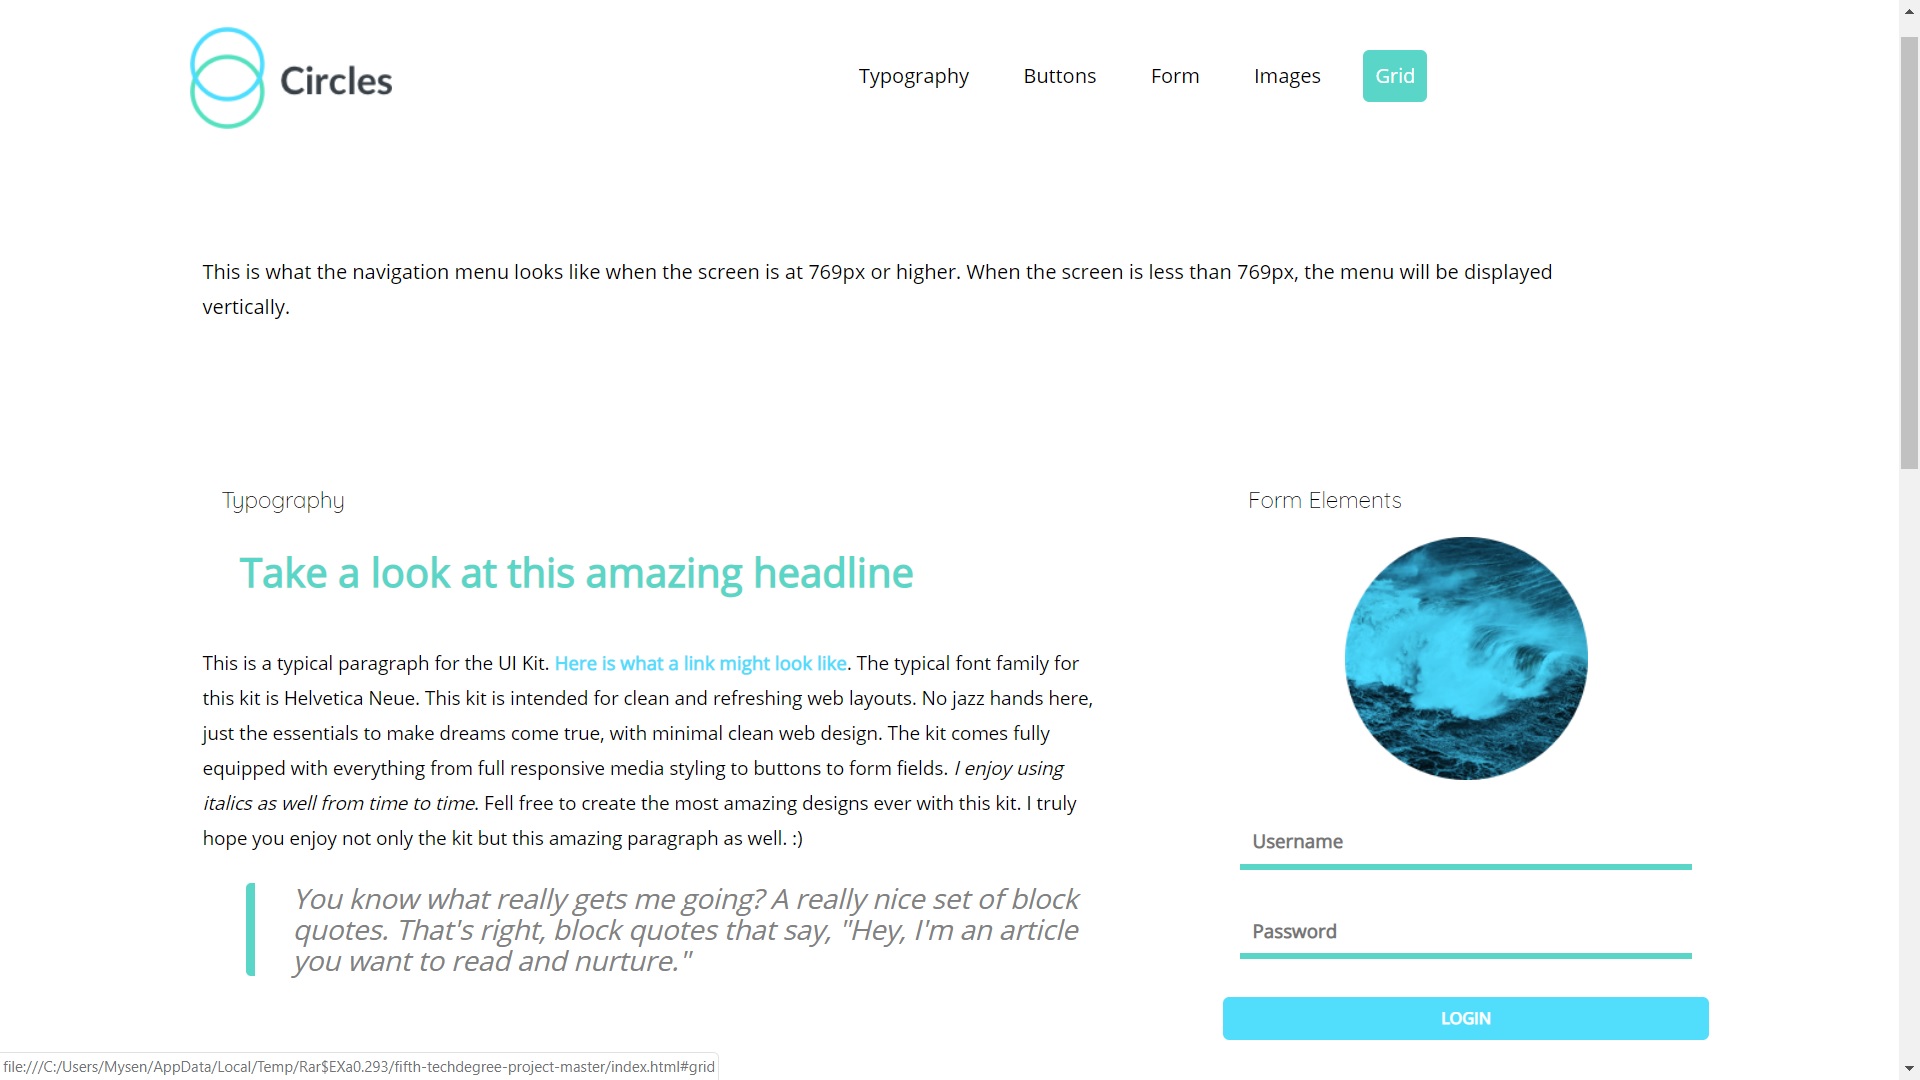 Circles
Typography Buttons Form Images Grid
This is what the navigation menu looks like when the screen is at 769px or higher. When the screen is less than 769px, the menu will be displayed
vertically.
Typography
Take a look at this amazing headline
This is a typical paragraph for the UI Kit. Here is what a link might look like. The typical font family for
this kit is Helvetica Neue. This kit is intended for clean and refreshing web layouts. No jazz hands here,
just the essentials to make dreams come true, with minimal clean web design. The kit comes fully
equipped with everything from full responsive media styling to buttons to form fields. I enjoy using
italics as well from time to time. Fell free to create the most amazing designs ever with this kit. I truly
hope you enjoy not only the kit but this amazing paragraph as well. :)
You know what really gets me going? A really nice set of block
quotes. That's right, block quotes that say, "Hey, I'm an article
you want to read and nurture."
Form Elements
Username
Password
LOGIN
file:///C:/Users/Mysen/AppData/Local/Temp/Rar$EXa0.293/fifth-techdegree-project-master/index.html#grid